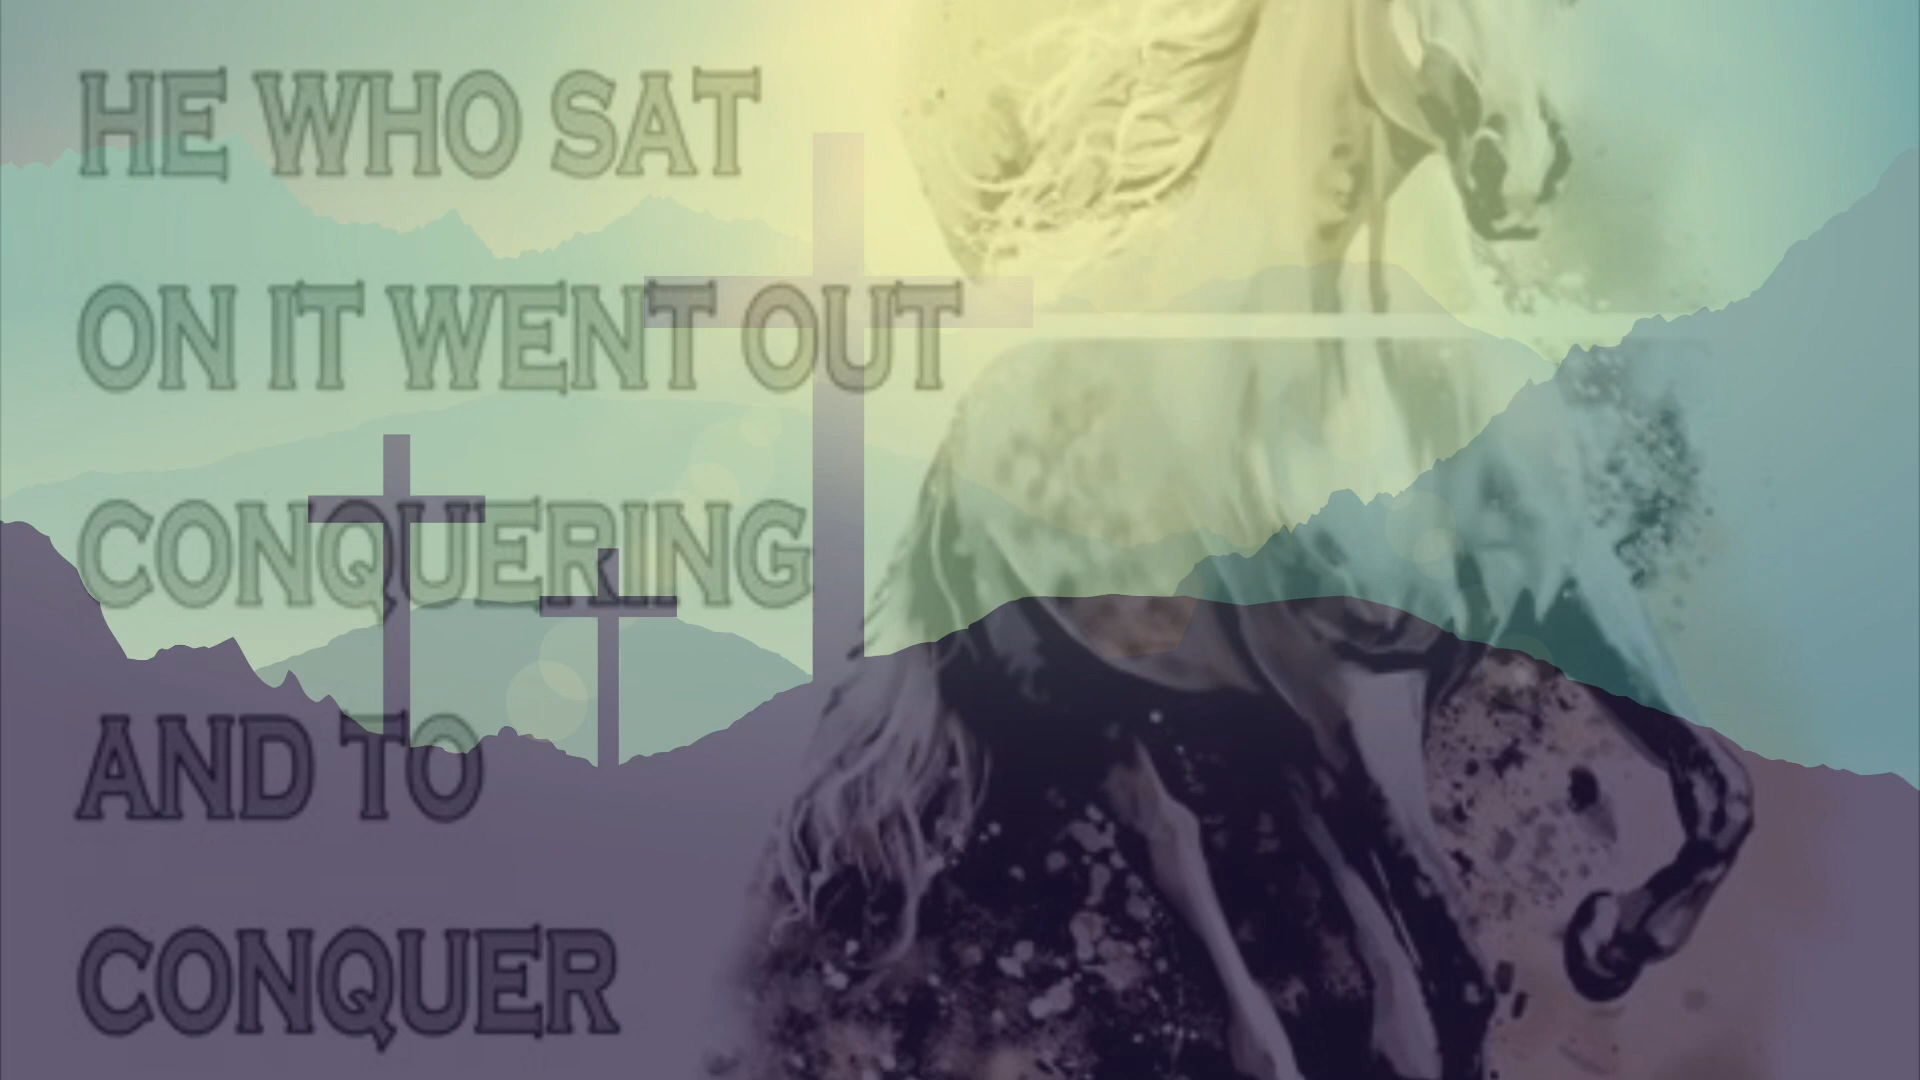 HE WHO SAT
ON IT WENT OUT
CONQUERING
AND TO
CONQUER